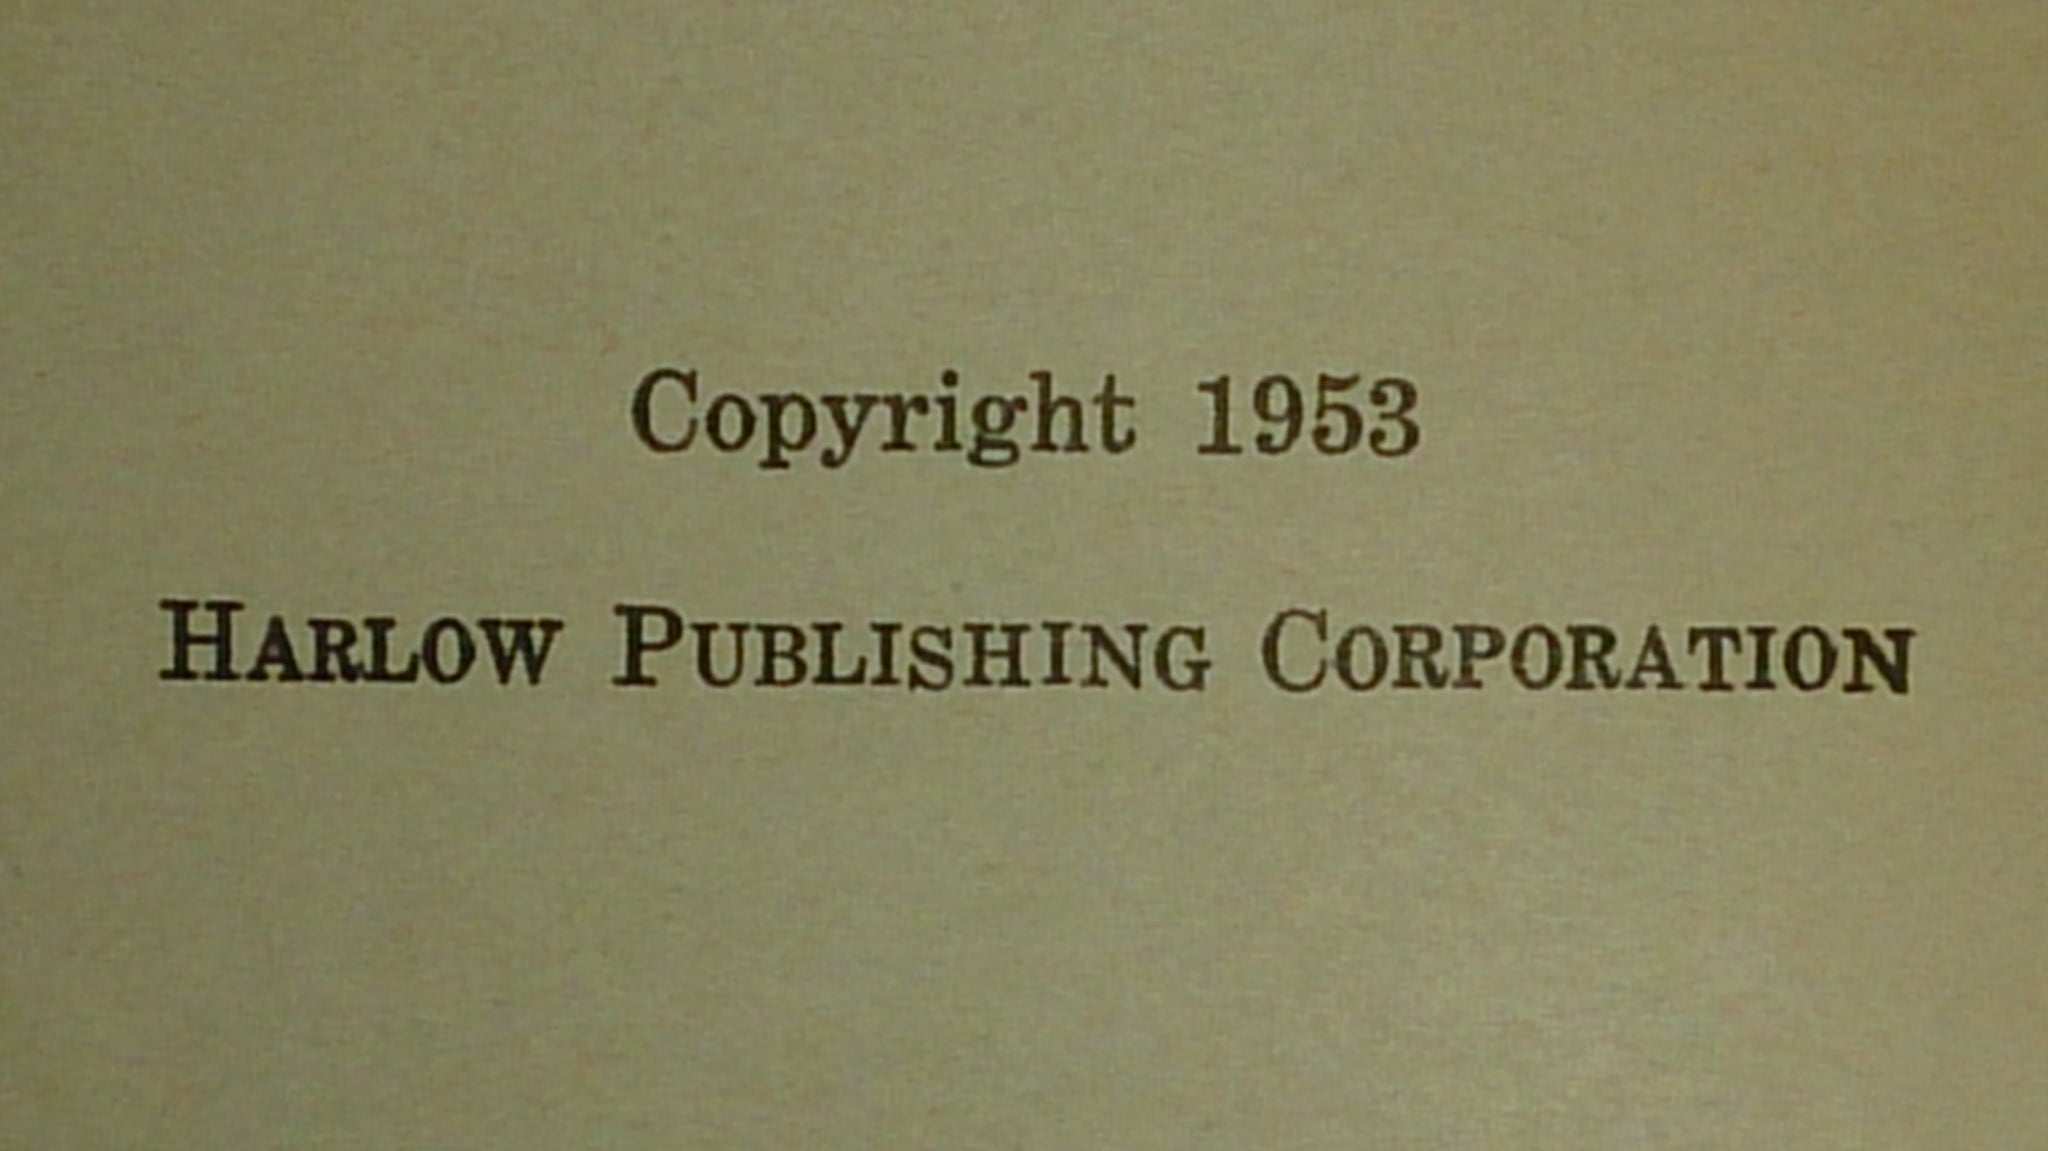 Copyright 1953
HARLOW PUBLISHING CORPORATION